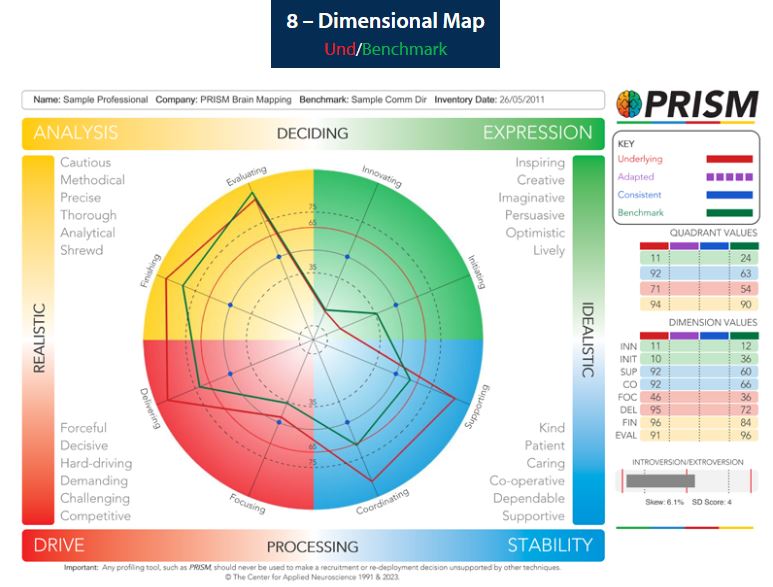 8 – Dimensional Map
Und/Benchmark
Name: Sample Professional Company: PRISM Brain Mapping Benchmark: Sample Comm Dir Inventory Date: 26/05/2011
PRISM
ANALYSIS DECIDING EXPRESSION
KEY
Underlying
Adapted
Consistent
Benchmark
Cautious
Methodical
Precise
Thorough
Analytical
Shrewd
Inspiring
Creative
Imaginative
Persuasive
Optimistic
Lively
REALISTIC
IDEALISTIC
Evaluating
Innovating
Initiating
Supporting
Coordinating
Focusing
Delivering
Finishing
75
65
35
35
65
75
Forceful
Decisive
Hard-driving
Demanding
Challenging
Competitive
Kind
Patient
Caring
Co-operative
Dependable
Supportive
DRIVE PROCESSING STABILITY
QUADRANT VALUES
11 24
92 63
71 54
94 90
DIMENSION VALUES
INN 11 12
INIT 10 36
SUP 92 60
CO 92 66
FOC 46 36
DEL 95 72
FIN 96 84
EVAL 91 96
INTROVERSION/EXTROVERSION
Skew: 6.1% SD Score: 4
Important: Any profiling tool, such as PRISM, should never be used to make a recruitment or re-deployment decision unsupported by other techniques.
© The Center for Applied Neuroscience 1991 & 2023.